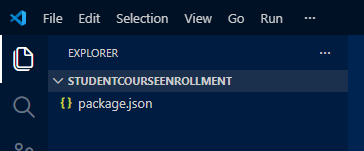 File Edit Selection View Go Run ···
EXPLORER ···
STUDENTCOURSEENROLLMENT
{} package.json